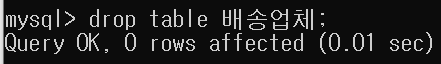 mysql> drop table 배송업체;
Query OK, 0 rows affected (0.01 sec)